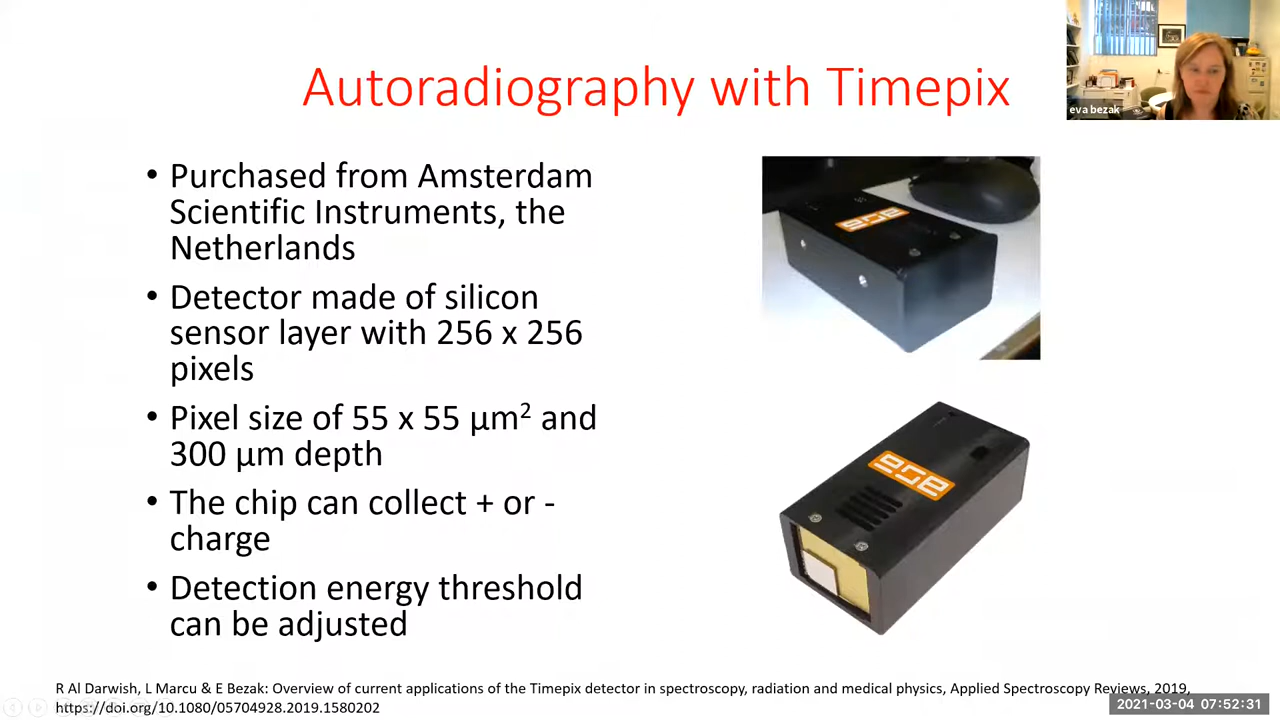 Autoradiography with Timepix
eva bezak
• Purchased from Amsterdam
Scientific Instruments, the
Netherlands
• Detector made of silicon
sensor layer with 256 x 256
pixels
• Pixel size of 55 x 55 µm² and
300 µm depth
• The chip can collect + or -
charge
• Detection energy threshold
can be adjusted
R Al Darwish, L Marcu & E Bezak: Overview of current applications of the Timepix detector in spectroscopy, radiation and medical physics, Applied Spectroscopy Reviews, 2019,
https://doi.org/10.1080/05704928.2019.1580202
2021-03-04 07:52:31